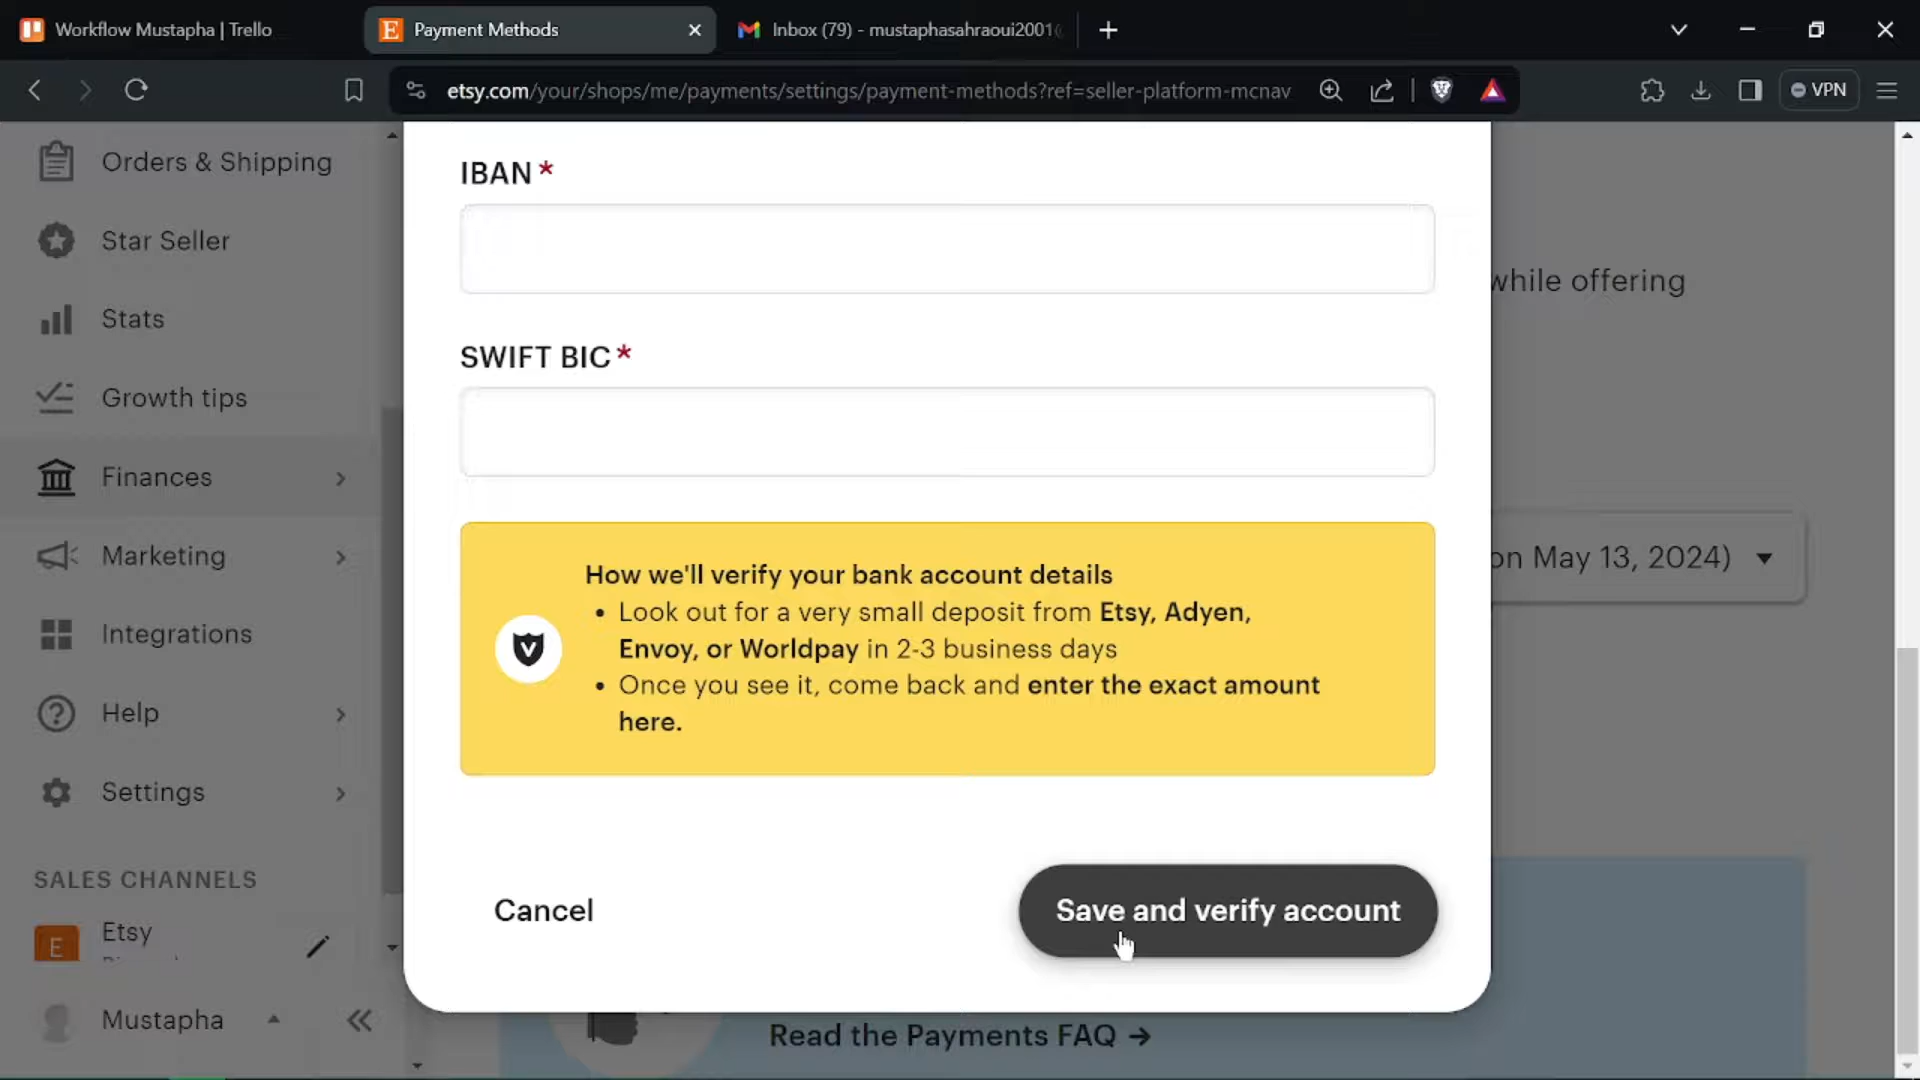 Workflow Mustapha | Trello
Payment Methods
Inbox (79) - mustaphasahraoui2001
etsy.com/your/shops/me/payments/settings/payment-methods?ref=seller-platform-mcnav
VPN
Orders & Shipping
Star Seller
Stats
Growth tips
Finances
Marketing
Integrations
Help
Settings
SALES CHANNELS
E Etsy
Mustapha
IBAN *
SWIFT BIC *
How we'll verify your bank account details
• Look out for a very small deposit from Etsy, Adyen,
Envoy, or Worldpay in 2-3 business days
• Once you see it, come back and enter the exact amount
here.
Cancel
Save and verify account
while offering
on May 13, 2024)
Read the Payments FAQ →